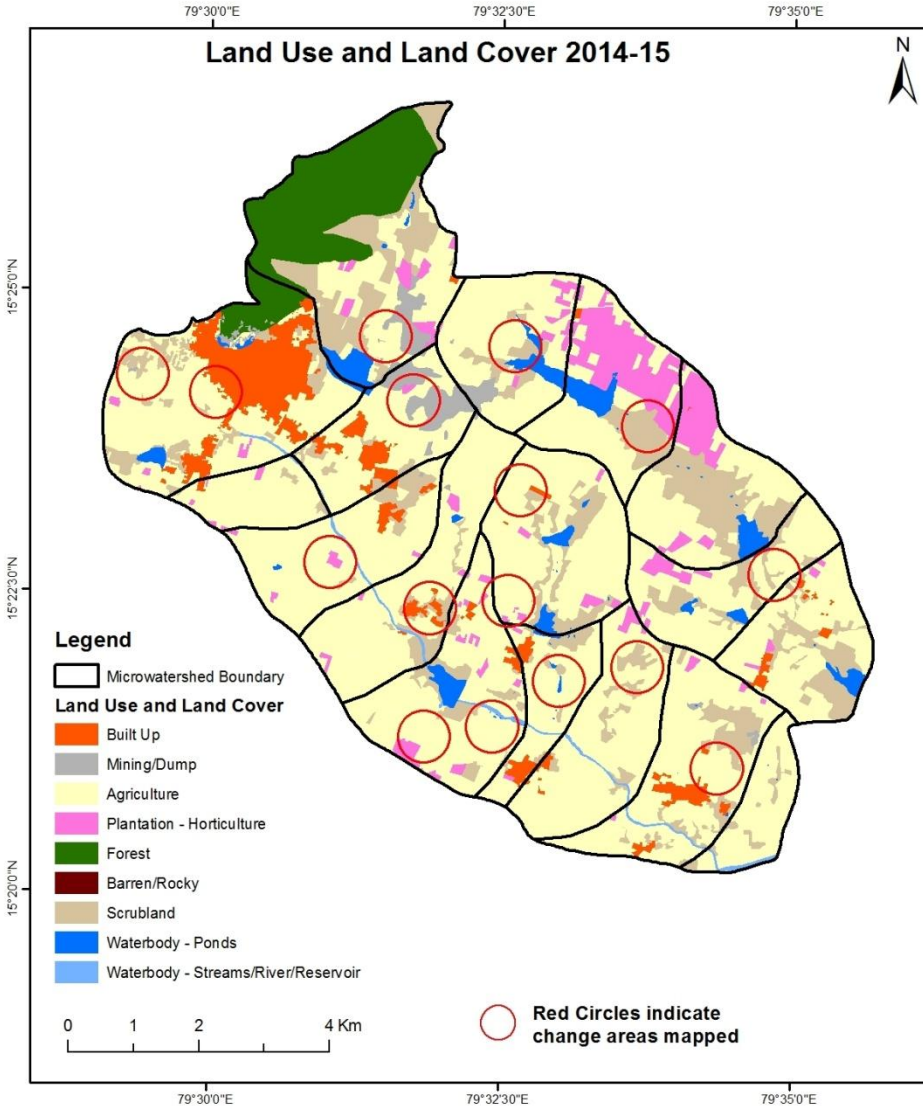 79°30'0"E
79°32'30"E
79°35'0"E
Land Use and Land Cover 2014-15
N
15°25'0"N
15°22'30"N
15°20'0"N
Legend
Microwatershed Boundary
Land Use and Land Cover
Built Up
Mining/Dump
Agriculture
Plantation - Horticulture
Forest
Barren/Rocky
Scrubland
Waterbody - Ponds
Waterbody - Streams/River/Reservoir
0 1 2 4 Km
Red Circles indicate
change areas mapped
79°30'0"E
79°32'30"E
79°35'0"E